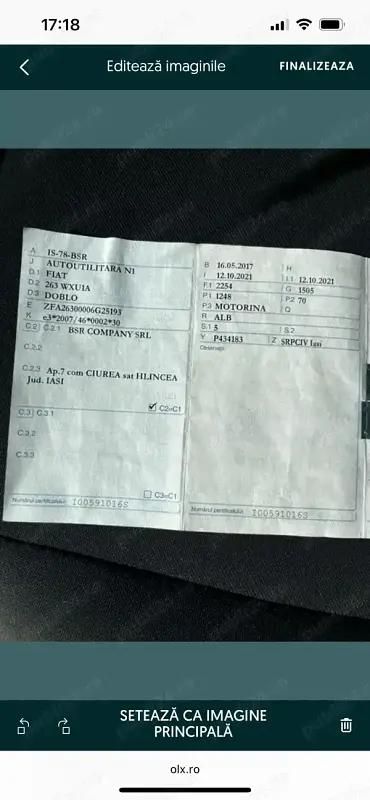 17:18
Editează imaginile
FINALIZEAZA
A IS-78-BSR
J AUTOUTILITARA N1
D.1 FIAT
D.2 263 WXUIA
D.3 DOBLO
E ZFA26300006G25193
K e3*2007/46*0002*30
C.2 C.2.1 BSR COMPANY SRL
C.2.2
C.2.3 Ap.7 com CIUREA sat HLINCEA
Jud. IASI
C2=C1
C.3 C.3.1
C.3.2
C.3.3
C3=C1
Numărul certificatului I00591016S
B 16.05.2017 H
I 12.10.2021 I.1 12.10.2021
F.1 2254 G 1505
P.1 1248 P.2 70
P.3 MOTORINA Q
R ALB
S.1 5 S.2
Y P434183 Z SRPCIV Iasi
Observații
Numărul certificatului I00591016S
SETEAZĂ CA IMAGINE
PRINCIPALĂ
olx.ro